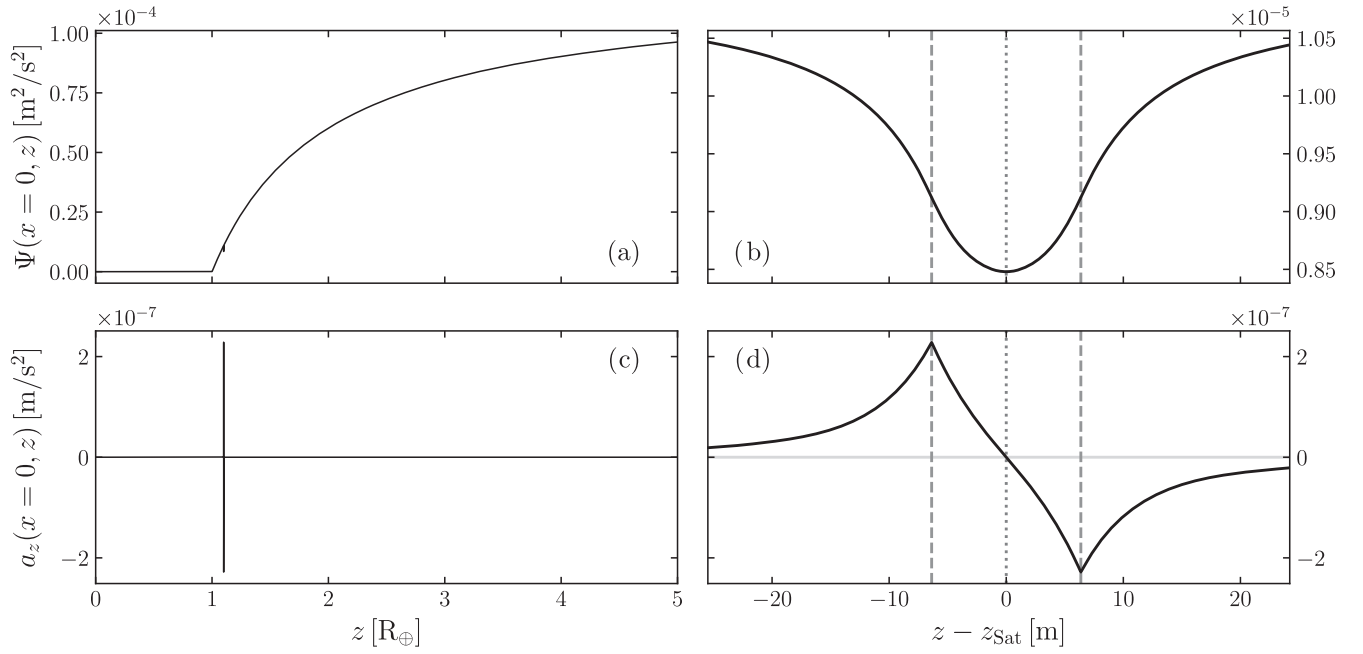 ×10⁻⁴
×10⁻⁵
1.00
0.75
0.50
0.25
0.00
Ψ(x = 0, z) [m²/s²]
(a)
(b)
1.05
1.00
0.95
0.90
0.85
×10⁻⁷
×10⁻⁷
2
0
−2
a_z(x = 0, z) [m/s²]
(c)
(d)
2
0
−2
0 1 2 3 4 5
−20 −10 0 10 20
z [R⊕]
z − z_Sat [m]